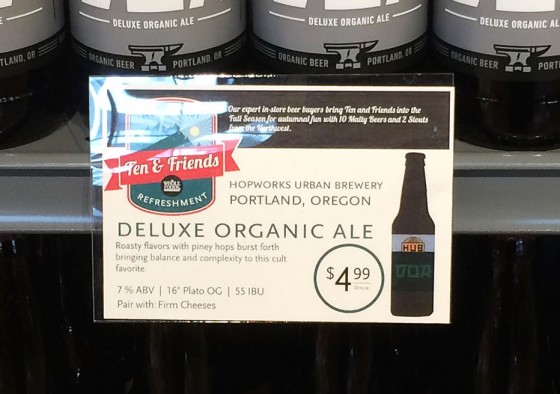 DELUXE ORGANIC ALE
DELUXE ORGANIC ALE
DELUXE ORGANIC ALE
ORGANIC BEER
PORTLAND, OR
ORGANIC BEER
PORTLAND, OR
Our expert in-store beer buyers bring Ten and Friends into the
Fall Season for autumnal fun with 10 Malty Beers and 2 Stouts
from the Northwest.
Ten & Friends
WHOLE FOODS
REFRESHMENT
HOPWORKS URBAN BREWERY
PORTLAND, OREGON
DELUXE ORGANIC ALE
Roasty flavors with piney hops burst forth
bringing balance and complexity to this cult
favorite.
7 % ABV | 16° Plato OG | 55 IBU
Pair with: Firm Cheeses
$4.99
HUB
DOA